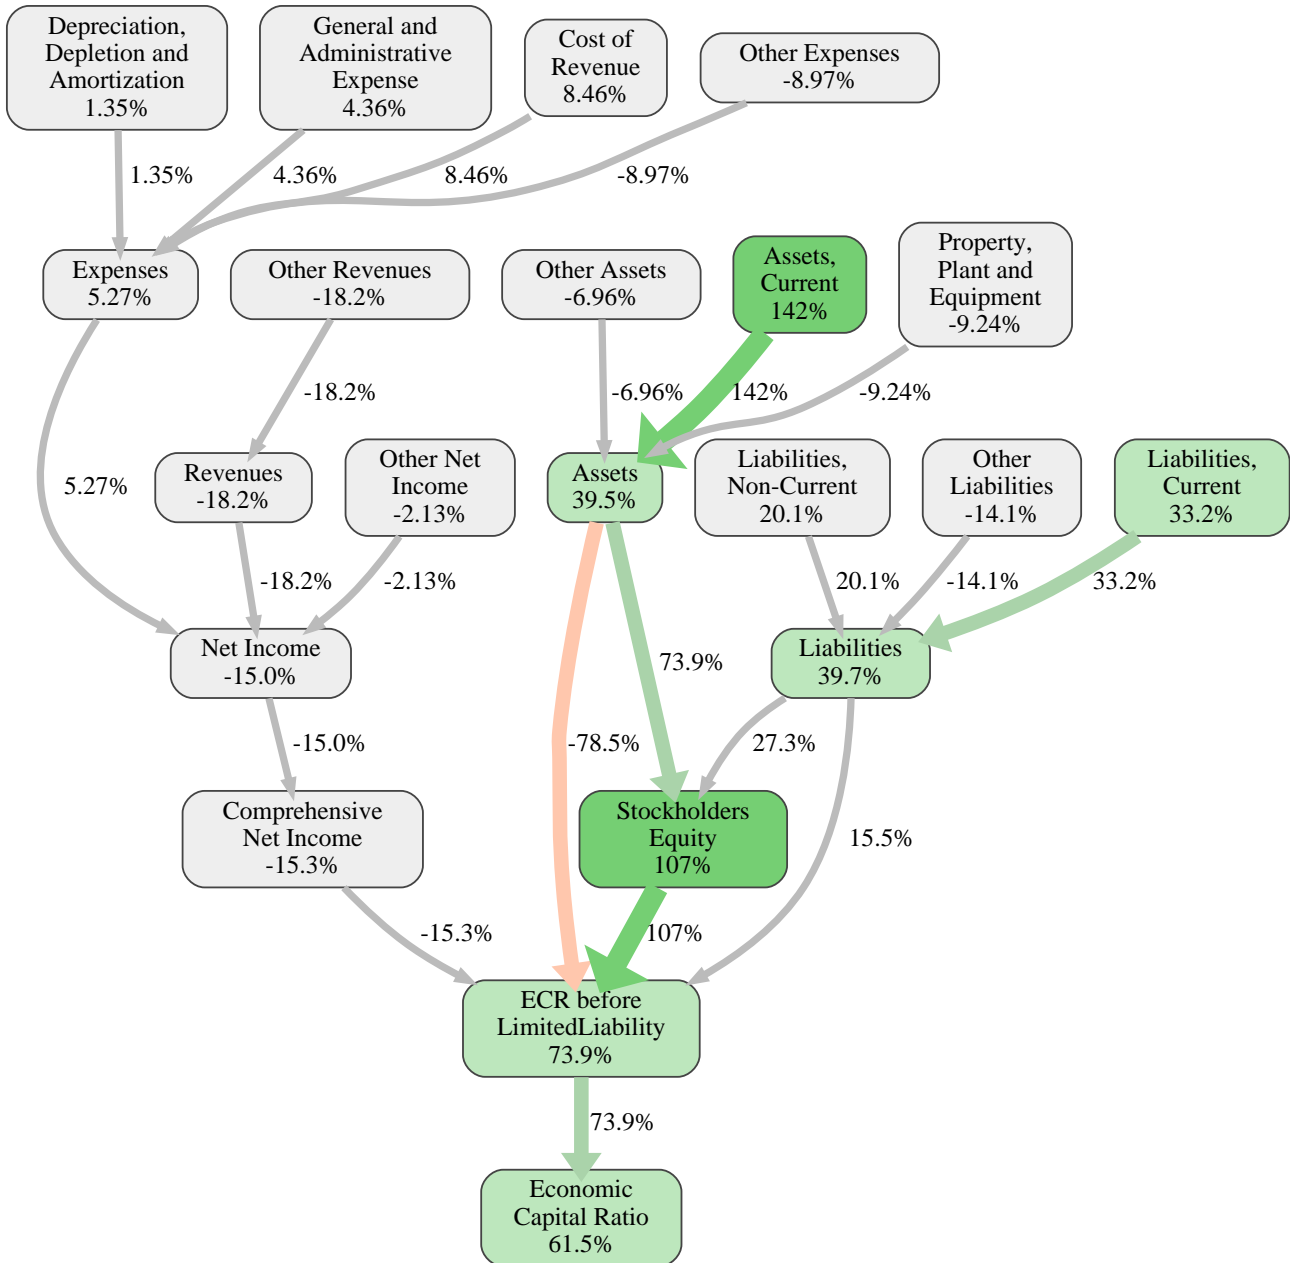 Depreciation,
Depletion and
Amortization
1.35%
General and
Administrative
Expense
4.36%
Cost of
Revenue
8.46%
Other Expenses
-8.97%
1.35%
4.36%
8.46%
-8.97%
Expenses
5.27%
Other Revenues
-18.2%
Other Assets
-6.96%
Assets,
Current
142%
Property,
Plant and
Equipment
-9.24%
-18.2%
-6.96%
142%
-9.24%
5.27%
Revenues
-18.2%
Other Net
Income
-2.13%
Assets
39.5%
Liabilities,
Non-Current
20.1%
Other
Liabilities
-14.1%
Liabilities,
Current
33.2%
-18.2%
-2.13%
20.1%
-14.1%
33.2%
Net Income
-15.0%
73.9%
Liabilities
39.7%
-15.0%
-78.5%
27.3%
Comprehensive
Net Income
-15.3%
Stockholders
Equity
107%
15.5%
-15.3%
107%
ECR before
LimitedLiability
73.9%
73.9%
Economic
Capital Ratio
61.5%